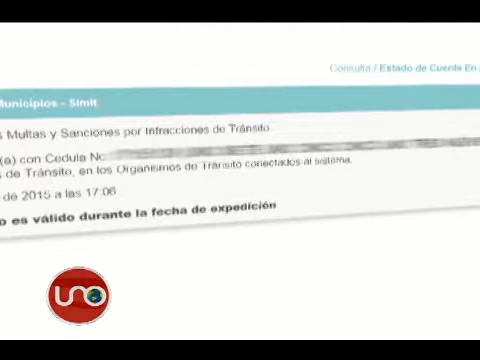 Consulta / Estado de Cuenta En
Municipios - Simit
Multas y Sanciones por Infracciones de Tránsito
(a) con Cedula No
de Tránsito, en los Organismos de Tránsito conectados al sistema.
de 2015 a las 17:06
o es válido durante la fecha de expedición
uno